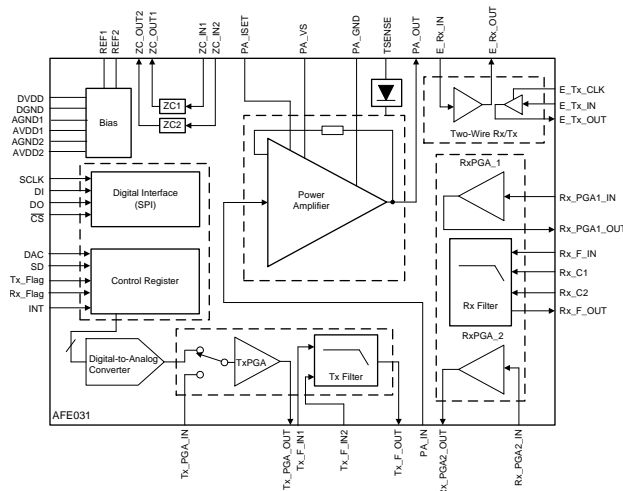 REF1
REF2
ZC_OUT2
ZC_OUT1
ZC_IN1
ZC_IN2
PA_ISET
PA_VS
PA_GND
TSENSE
PA_OUT
E_Rx_IN
E_Rx_OUT
DVDD
DGND
AGND1
AVDD1
AGND2
AVDD2
Bias
ZC1
ZC2
E_Tx_CLK
E_Tx_IN
E_Tx_OUT
Two-Wire Rx/Tx
SCLK
DI
DO
CS
Digital Interface
(SPI)
Power
Amplifier
RxPGA_1
Rx_PGA1_IN
Rx_PGA1_OUT
DAC
SD
Tx_Flag
Rx_Flag
INT
Control Register
Rx_F_IN
Rx_C1
Rx_C2
Rx_F_OUT
Rx Filter
RxPGA_2
Digital-to-Analog
Converter
TxPGA
Tx Filter
AFE031
Tx_PGA_IN
Tx_PGA_OUT
Tx_F_IN1
Tx_F_IN2
Tx_F_OUT
PA_IN
Rx_PGA2_OUT
Rx_PGA2_IN